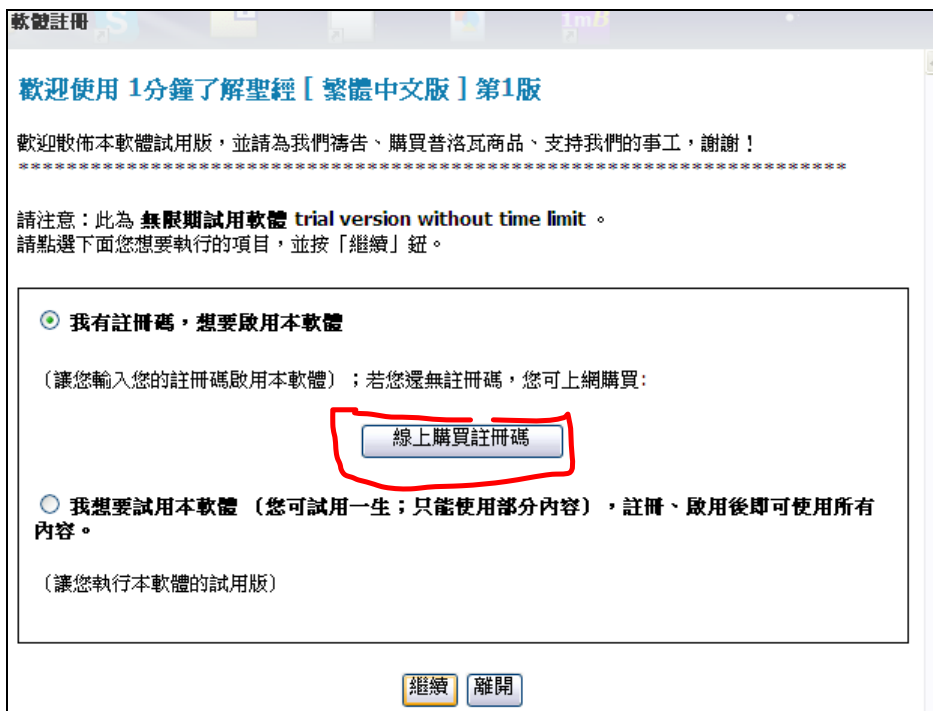 軟體註冊
1mB
歡迎使用 1分鐘了解聖經 [ 繁體中文版 ] 第1版
歡迎散佈本軟體試用版,並請為我們禱告、購買普洛瓦商品、支持我們的事工,謝謝!
*********************************************************************
請注意:此為 無限期試用軟體 trial version without time limit 。
請點選下面您想要執行的項目,並按「繼續」鈕。
我有註冊碼,想要啟用本軟體
(讓您輸入您的註冊碼啟用本軟體);若您還無註冊碼,您可上網購買:
線上購買註冊碼
我想要試用本軟體 (您可試用一生;只能使用部分內容),註冊、啟用後即可使用所有
內容。
(讓您執行本軟體的試用版)
繼續 離開